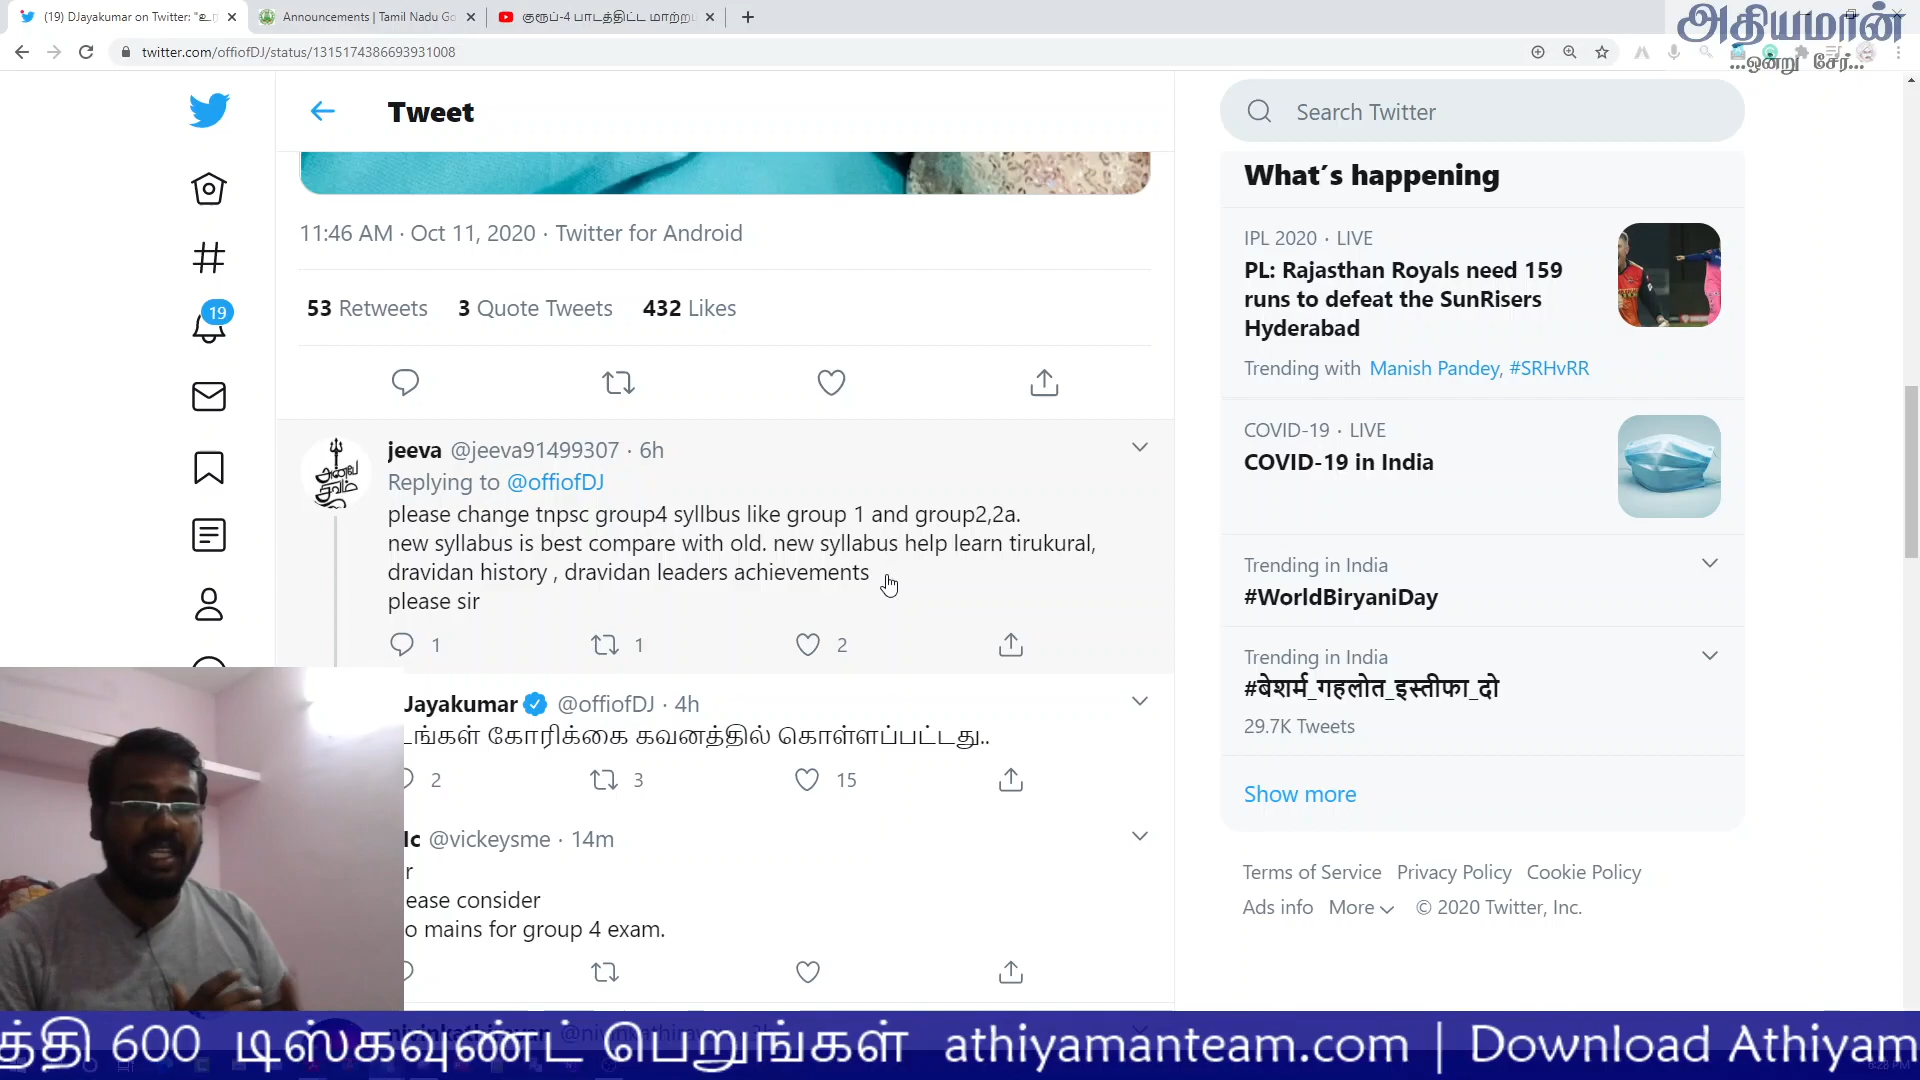 (19) DJayakumar on Twitter: "உர
Announcements | Tamil Nadu Go
குரூப்-4 பாடத்திட்ட மாற்றம்
அதியமான்
...ஒன்று சேர்...
twitter.com/offiofDJ/status/1315174386693931008
Tweet
Search Twitter
11:46 AM · Oct 11, 2020 · Twitter for Android
53 Retweets 3 Quote Tweets 432 Likes
jeeva @jeeva91499307 · 6h
Replying to @offiofDJ
please change tnpsc group4 syllbus like group 1 and group2,2a.
new syllabus is best compare with old. new syllabus help learn tirukural,
dravidan history , dravidan leaders achievements
please sir
1 1 2
Jayakumar @offiofDJ · 4h
கோரிக்கை கவனத்தில் கொள்ளப்பட்டது..
2 3 15
@vickeysme · 14m
ease consider
o mains for group 4 exam.
19
அன்பே சிவம்
What's happening
IPL 2020 · LIVE
PL: Rajasthan Royals need 159
runs to defeat the SunRisers
Hyderabad
Trending with Manish Pandey, #SRHvRR
COVID-19 · LIVE
COVID-19 in India
Trending in India
#WorldBiryaniDay
Trending in India
#बेशर्म_गहलोत_इस्तीफा_दो
29.7K Tweets
Show more
Terms of Service Privacy Policy Cookie Policy
Ads info More © 2020 Twitter, Inc.
த்தி 600 டிஸ்கவுண்ட் பெறுங்கள் athiyamanteam.com | Download Athiyam